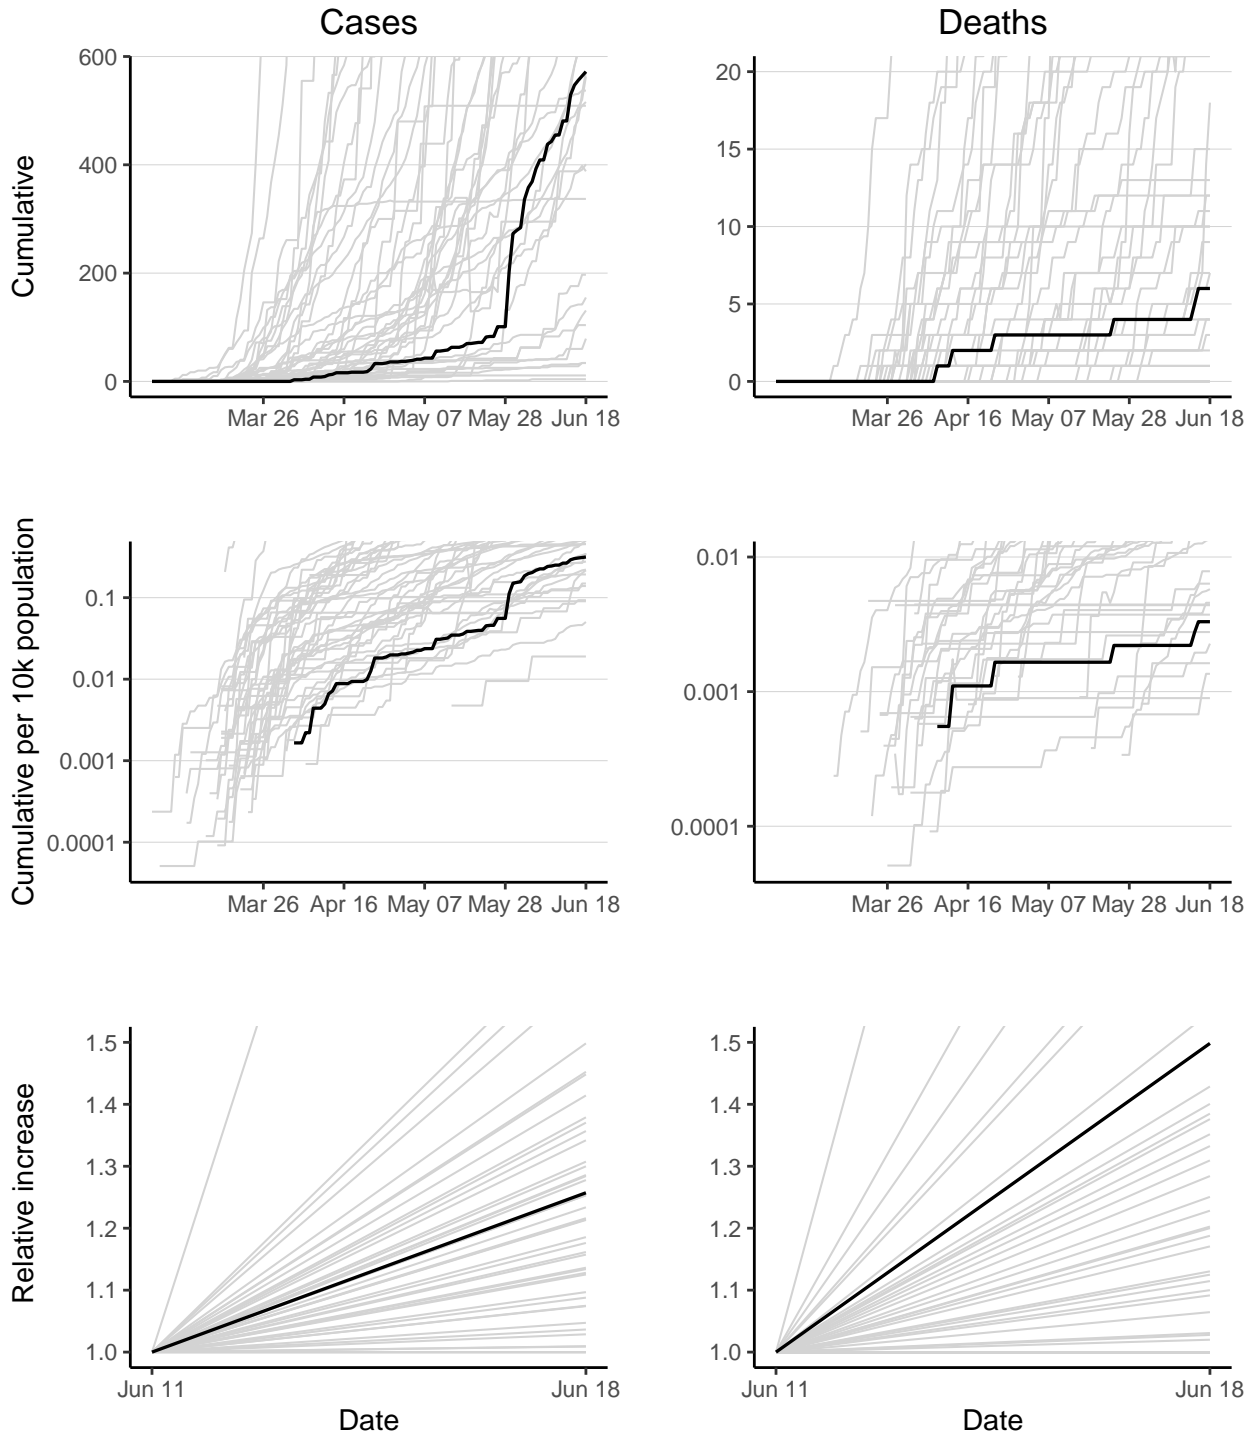 Cases
Deaths
Cumulative
600
400
200
0
Mar 26 Apr 16 May 07 May 28 Jun 18
20
15
10
5
0
Mar 26 Apr 16 May 07 May 28 Jun 18
Cumulative per 10k population
0.1
0.01
0.001
0.0001
Mar 26 Apr 16 May 07 May 28 Jun 18
0.01
0.001
0.0001
Mar 26 Apr 16 May 07 May 28 Jun 18
Relative increase
1.5
1.4
1.3
1.2
1.1
1.0
Jun 11 Jun 18
Date
1.5
1.4
1.3
1.2
1.1
1.0
Jun 11 Jun 18
Date